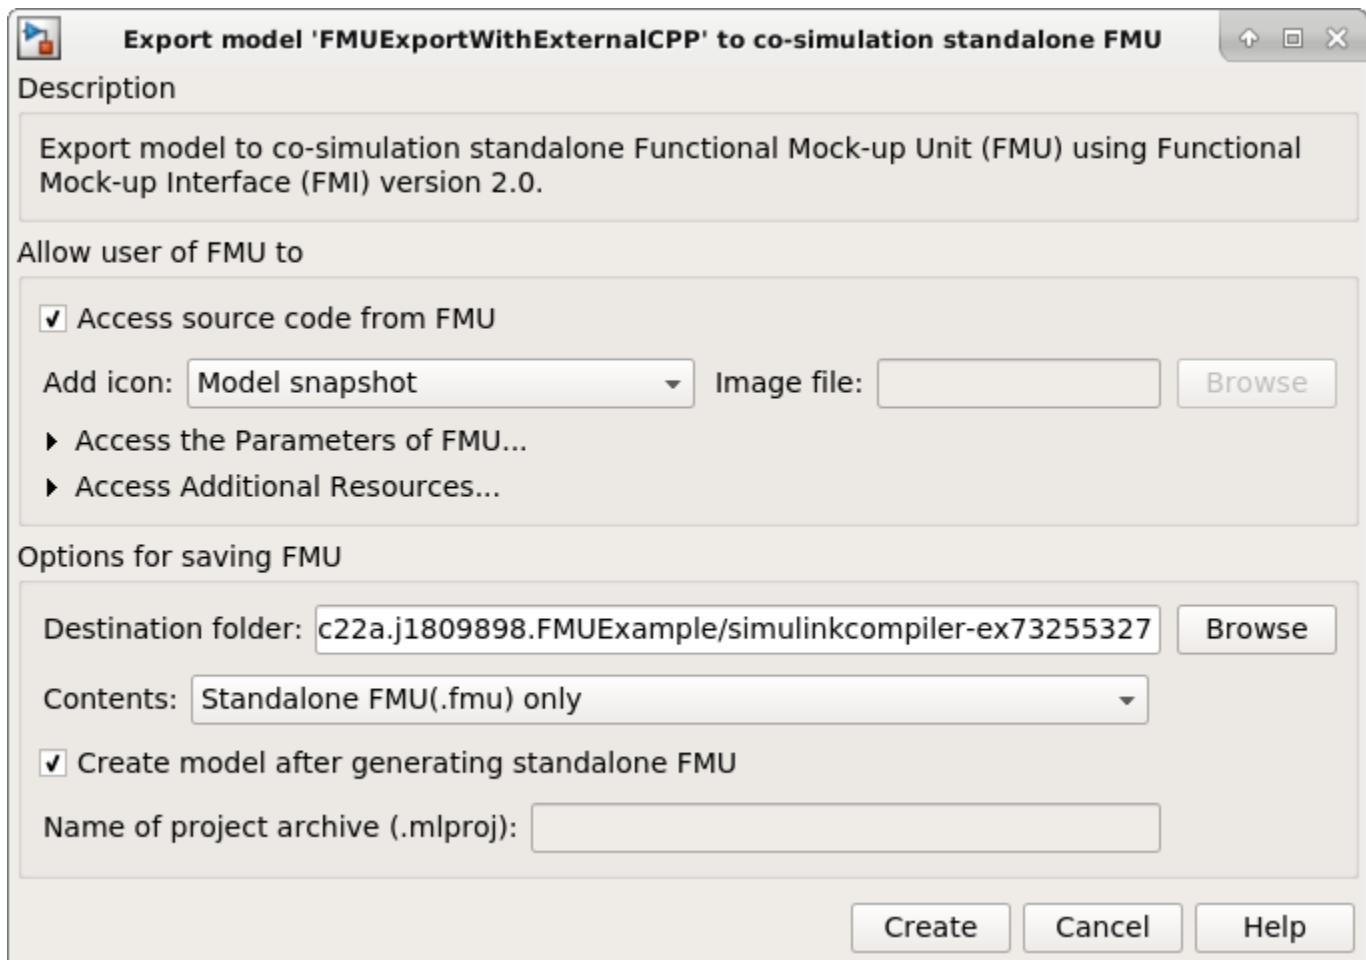 Export model 'FMUExportWithExternalCPP' to co-simulation standalone FMU
Description
Export model to co-simulation standalone Functional Mock-up Unit (FMU) using Functional
Mock-up Interface (FMI) version 2.0.
Allow user of FMU to
Access source code from FMU
Add icon: Model snapshot Image file: Browse
Access the Parameters of FMU...
Access Additional Resources...
Options for saving FMU
Destination folder: c22a.j1809898.FMUExample/simulinkcompiler-ex73255327 Browse
Contents: Standalone FMU(.fmu) only
Create model after generating standalone FMU
Name of project archive (.mlproj):
Create Cancel Help